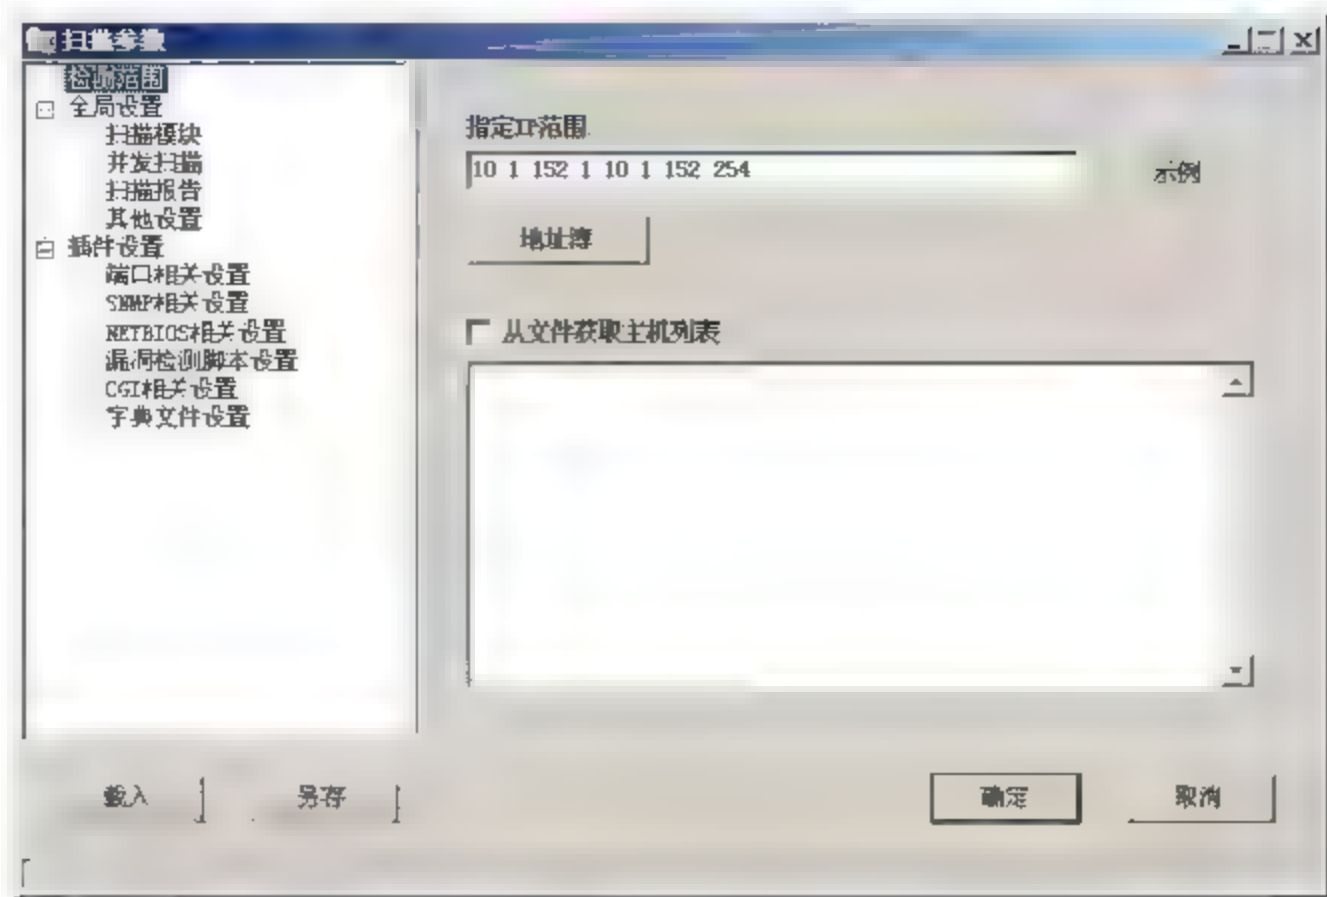 扫描参数
检测范围
全局设置
扫描模块
并发扫描
扫描报告
其他设置
插件设置
端口相关设置
SNMP相关设置
NETBIOS相关设置
漏洞检测脚本设置
CGI相关设置
字典文件设置
指定IP范围
10 1 152 1 10 1 152 254
示例
地址簿
从文件获取主机列表
载入
另存
确定
取消